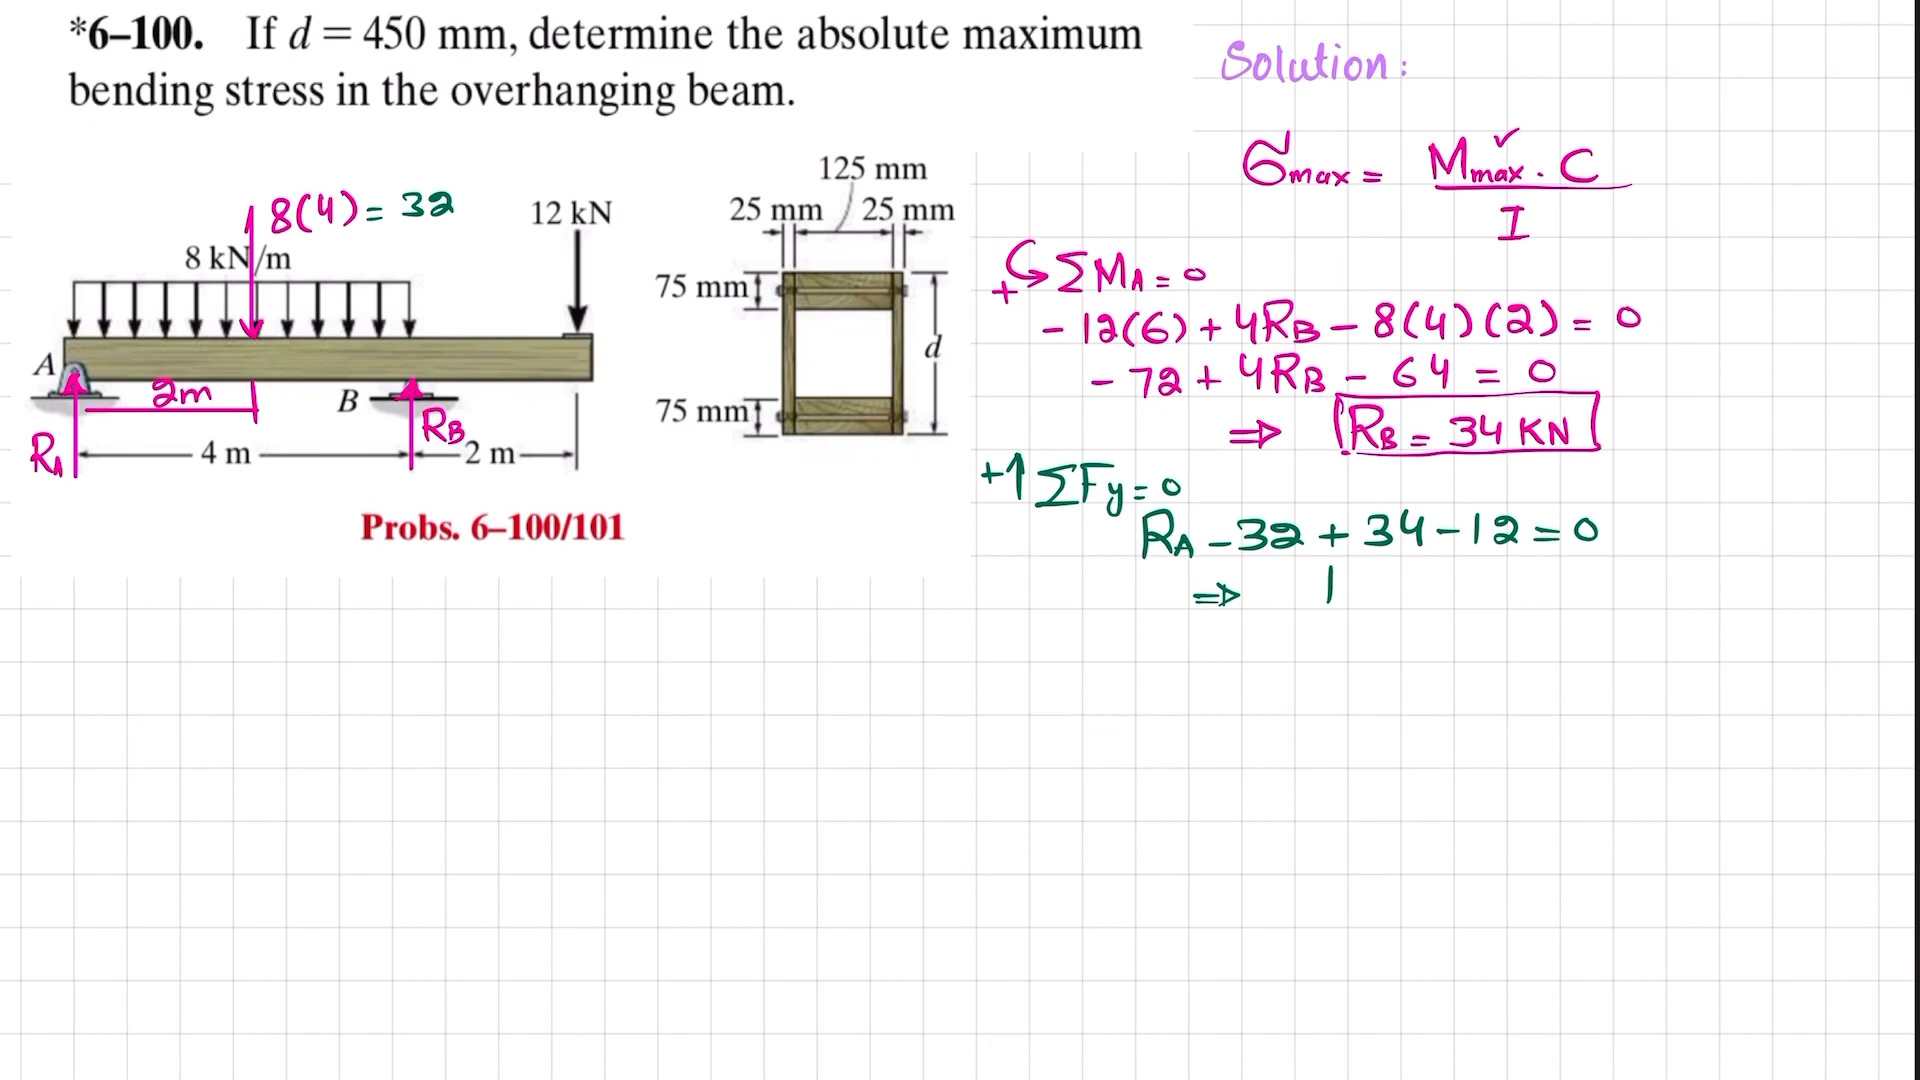 *6–100. If d = 450 mm, determine the absolute maximum
bending stress in the overhanging beam.
8(4) = 32
12 kN
8 kN/m
A
2m
B
RA
RB
4 m
2 m
125 mm
25 mm
25 mm
75 mm
d
75 mm
Probs. 6–100/101
Solution:
σmax = Mmax . C
I
+ ΣMA = 0
- 12(6) + 4RB - 8(4)(2) = 0
- 72 + 4RB - 64 = 0
⇒ RB = 34 KN
+↑ ΣFy = 0
RA - 32 + 34 - 12 = 0
⇒